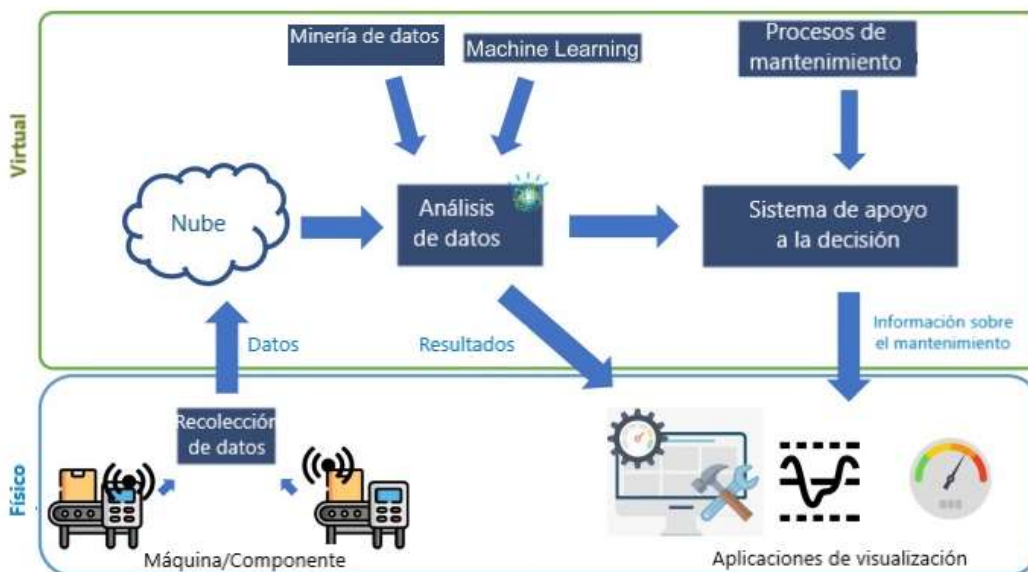 Minería de datos
Machine Learning
Procesos de
mantenimiento
Virtual
Nube
Análisis
de datos
Sistema de apoyo
a la decisión
Datos
Resultados
Información sobre
el mantenimiento
Físico
Recolección
de datos
Máquina/Componente
Aplicaciones de visualización